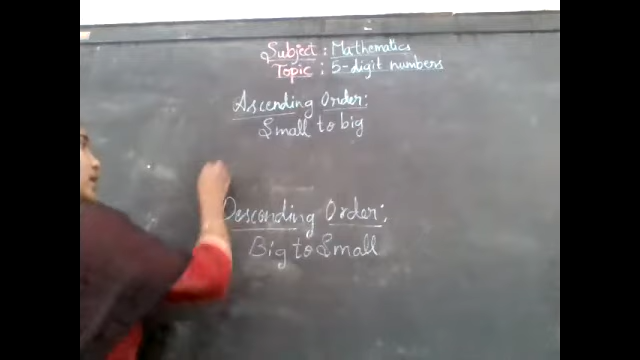 Subject : Mathematics
Topic : 5-digit numbers
Ascending Order :
Small to big
Descending Order :
Big to Small